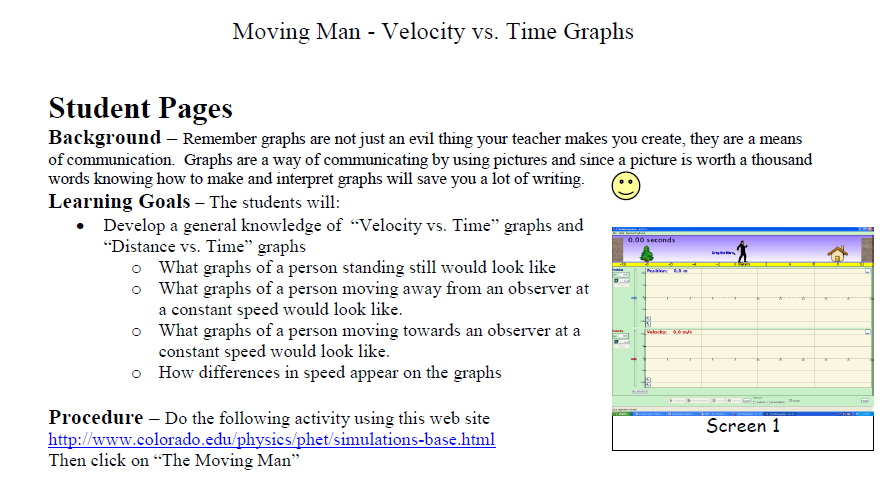 Moving Man - Velocity vs. Time Graphs
Student Pages
Background – Remember graphs are not just an evil thing your teacher makes you create, they are a means
of communication.  Graphs are a way of communicating by using pictures and since a picture is worth a thousand
words knowing how to make and interpret graphs will save you a lot of writing.
Learning Goals – The students will:
• Develop a general knowledge of “Velocity vs. Time” graphs and
“Distance vs. Time” graphs
o What graphs of a person standing still would look like
o What graphs of a person moving away from an observer at
a constant speed would look like.
o What graphs of a person moving towards an observer at a
constant speed would look like.
o How differences in speed appear on the graphs
0.00 seconds
Position: 0.0 m
Velocity: 0.0 m/s
Screen 1
Procedure – Do the following activity using this web site
http://www.colorado.edu/physics/phet/simulations-base.html
Then click on “The Moving Man”